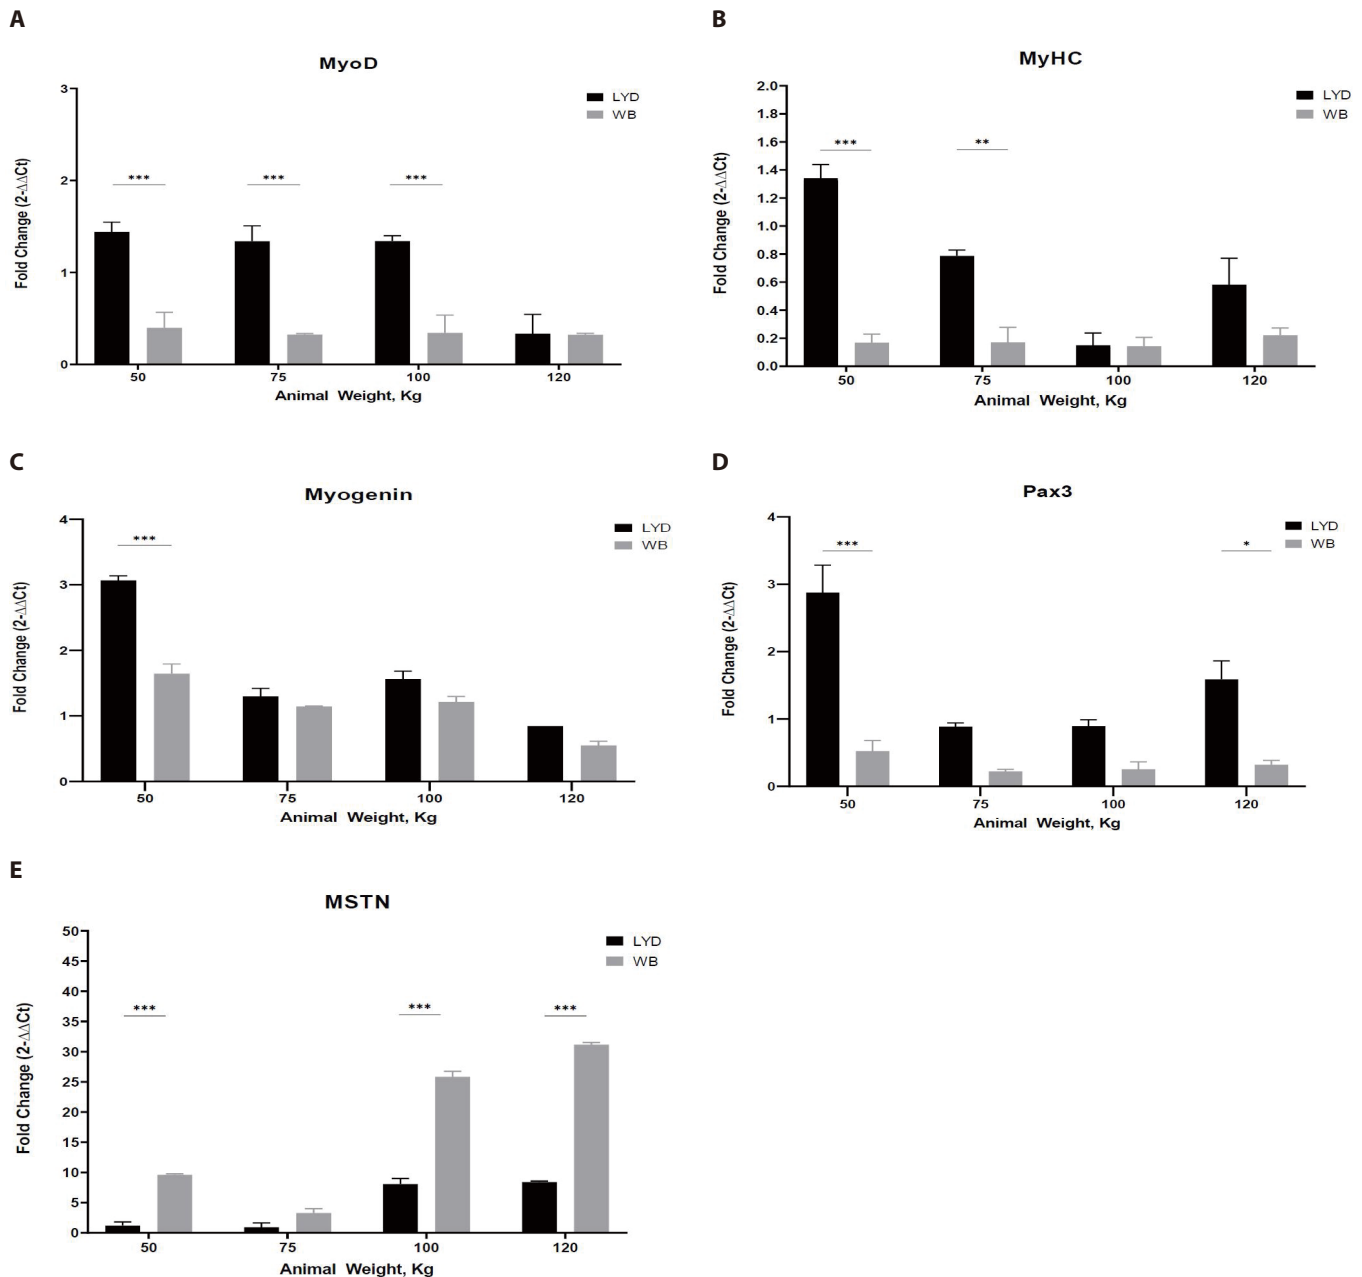 A
MyoD
3
2
1
0
Fold Change (2-ΔΔCt)
LYD
WB
***
***
***
50 75 100 120
Animal Weight, Kg
B
MyHC
2.0
1.8
1.6
1.4
1.2
1.0
0.8
0.6
0.4
0.2
0.0
Fold Change (2-ΔΔCt)
LYD
WB
***
**
50 75 100 120
Animal Weight, Kg
C
Myogenin
4
3
2
1
0
Fold Change (2-ΔΔCt)
LYD
WB
***
50 75 100 120
Animal Weight, Kg
D
Pax3
4
3
2
1
0
Fold Change (2-ΔΔCt)
LYD
WB
***
*
50 75 100 120
Animal Weight, Kg
E
MSTN
50
45
40
35
30
25
20
15
10
5
0
Fold Change (2-ΔΔCt)
LYD
WB
***
***
***
50 75 100 120
Animal Weight, Kg